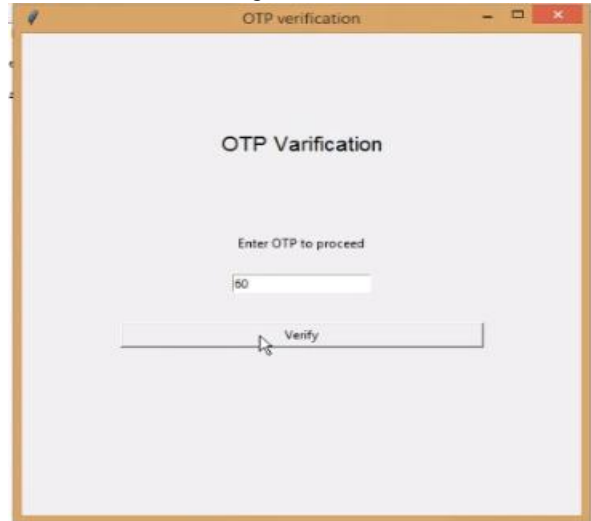 OTP verification
OTP Varification
Enter OTP to proceed
60
Verify